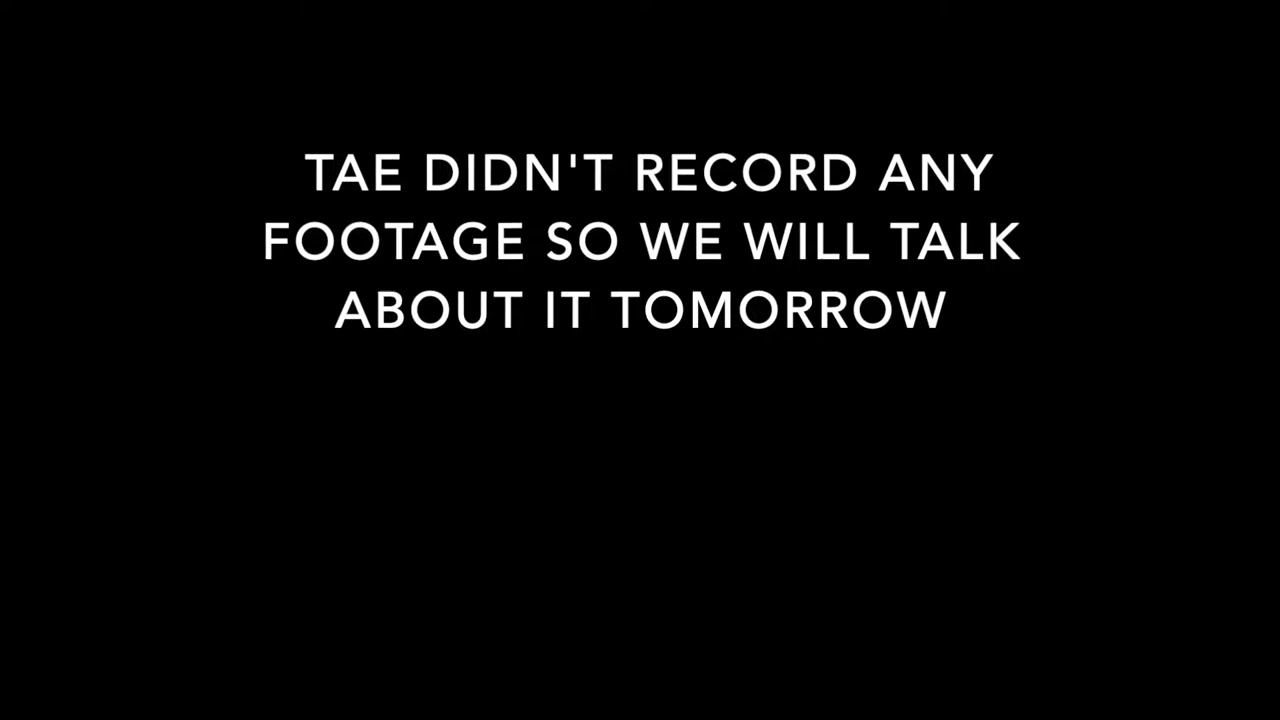 TAE DIDN'T RECORD ANY
FOOTAGE SO WE WILL TALK
ABOUT IT TOMORROW